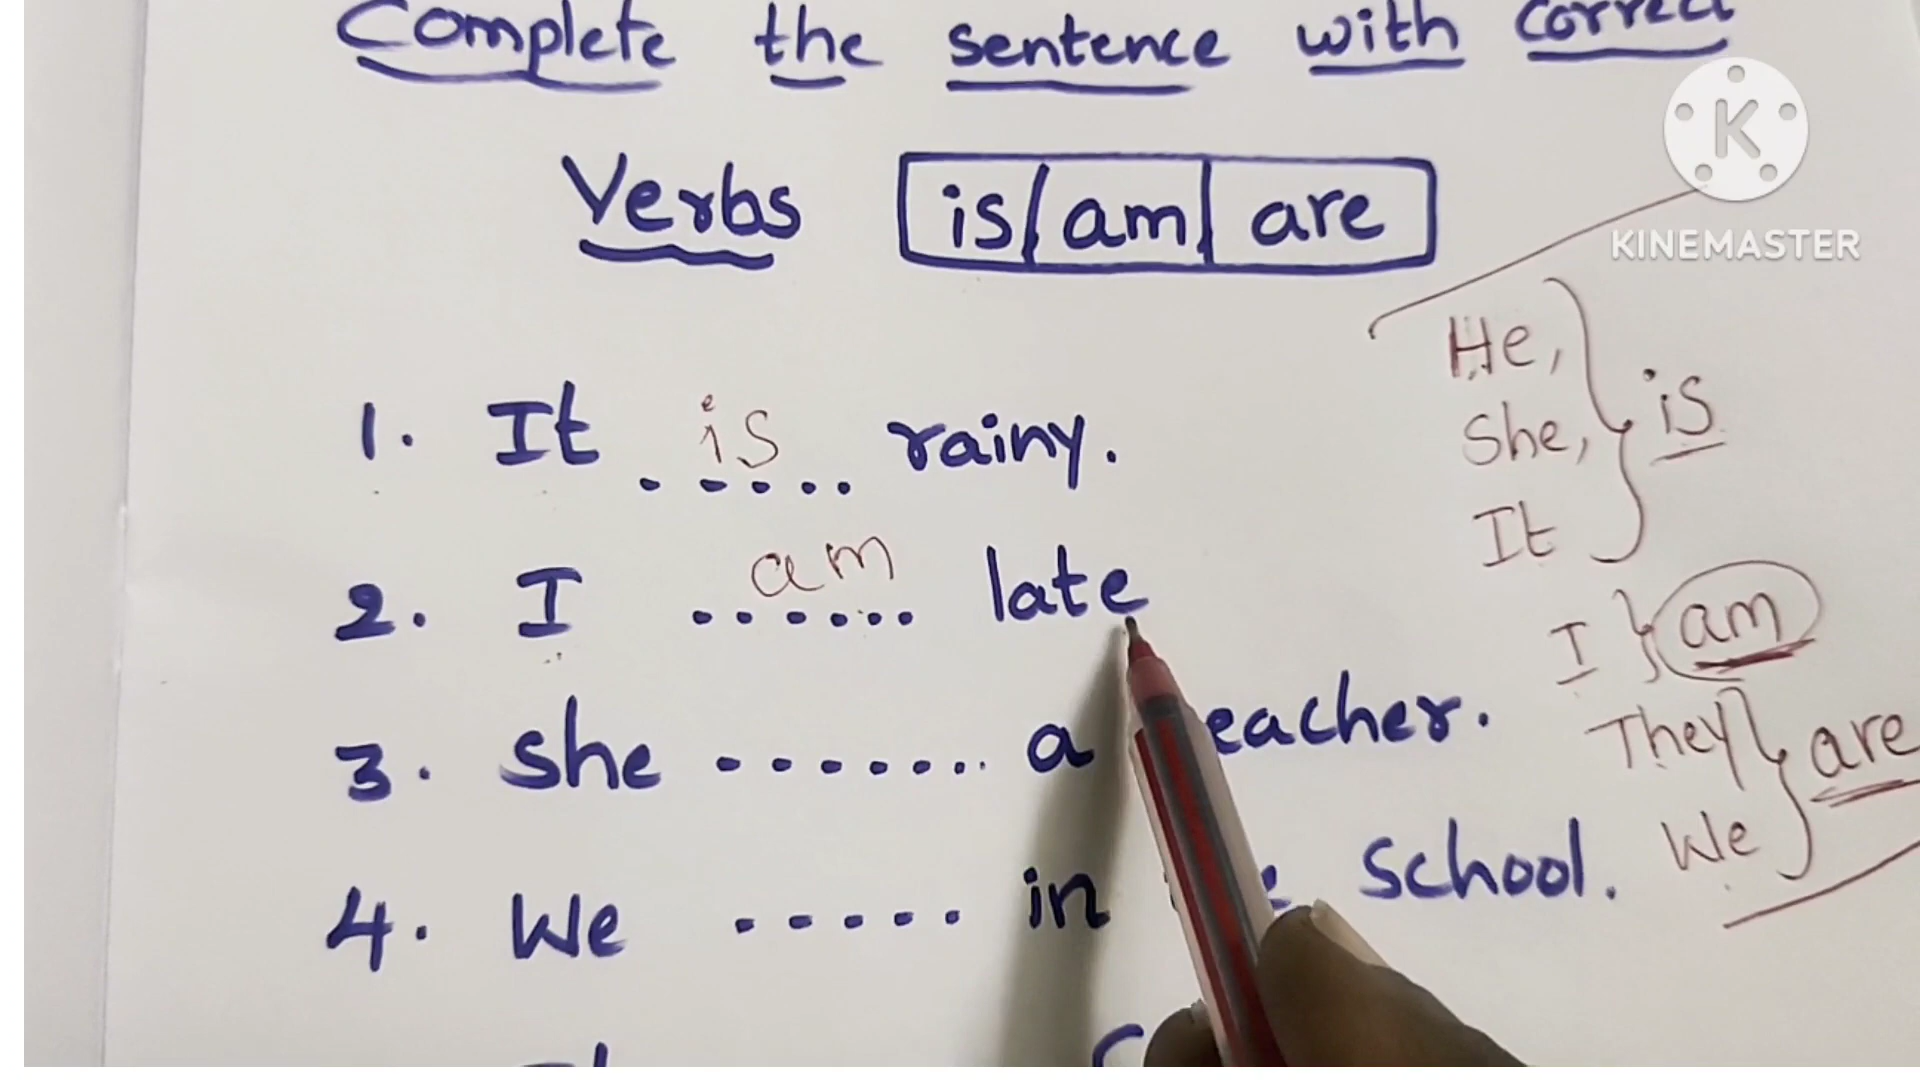 Complete the sentence with correct
Verbs is/ am/ are
KINEMASTER
1. It is rainy.
2. I am late
3. She ....... a eacher.
4. We ..... in school.
He,
She,
It
is
I am
They
We
are